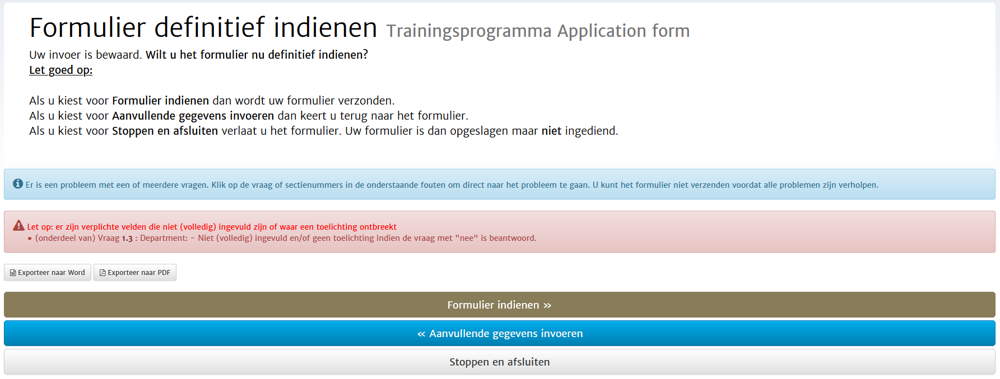 Formulier definitief indienen Trainingsprogramma Application form
Uw invoer is bewaard. Wilt u het formulier nu definitief indienen?
Let goed op:
Als u kiest voor Formulier indienen dan wordt uw formulier verzonden.
Als u kiest voor Aanvullende gegevens invoeren dan keert u terug naar het formulier.
Als u kiest voor Stoppen en afsluiten verlaat u het formulier. Uw formulier is dan opgeslagen maar niet ingediend.
Er is een probleem met een of meerdere vragen. Klik op de vraag of sectienummers in de onderstaande fouten om direct naar het probleem te gaan. U kunt het formulier niet verzenden voordat alle problemen zijn verholpen.
Let op: er zijn verplichte velden die niet (volledig) ingevuld zijn of waar een toelichting ontbreekt
• (onderdeel van) Vraag 1.3 : Department: - Niet (volledig) ingevuld en/of geen toelichting indien de vraag met "nee" is beantwoord.
Exporteer naar Word Exporteer naar PDF
Formulier indienen »
« Aanvullende gegevens invoeren
Stoppen en afsluiten